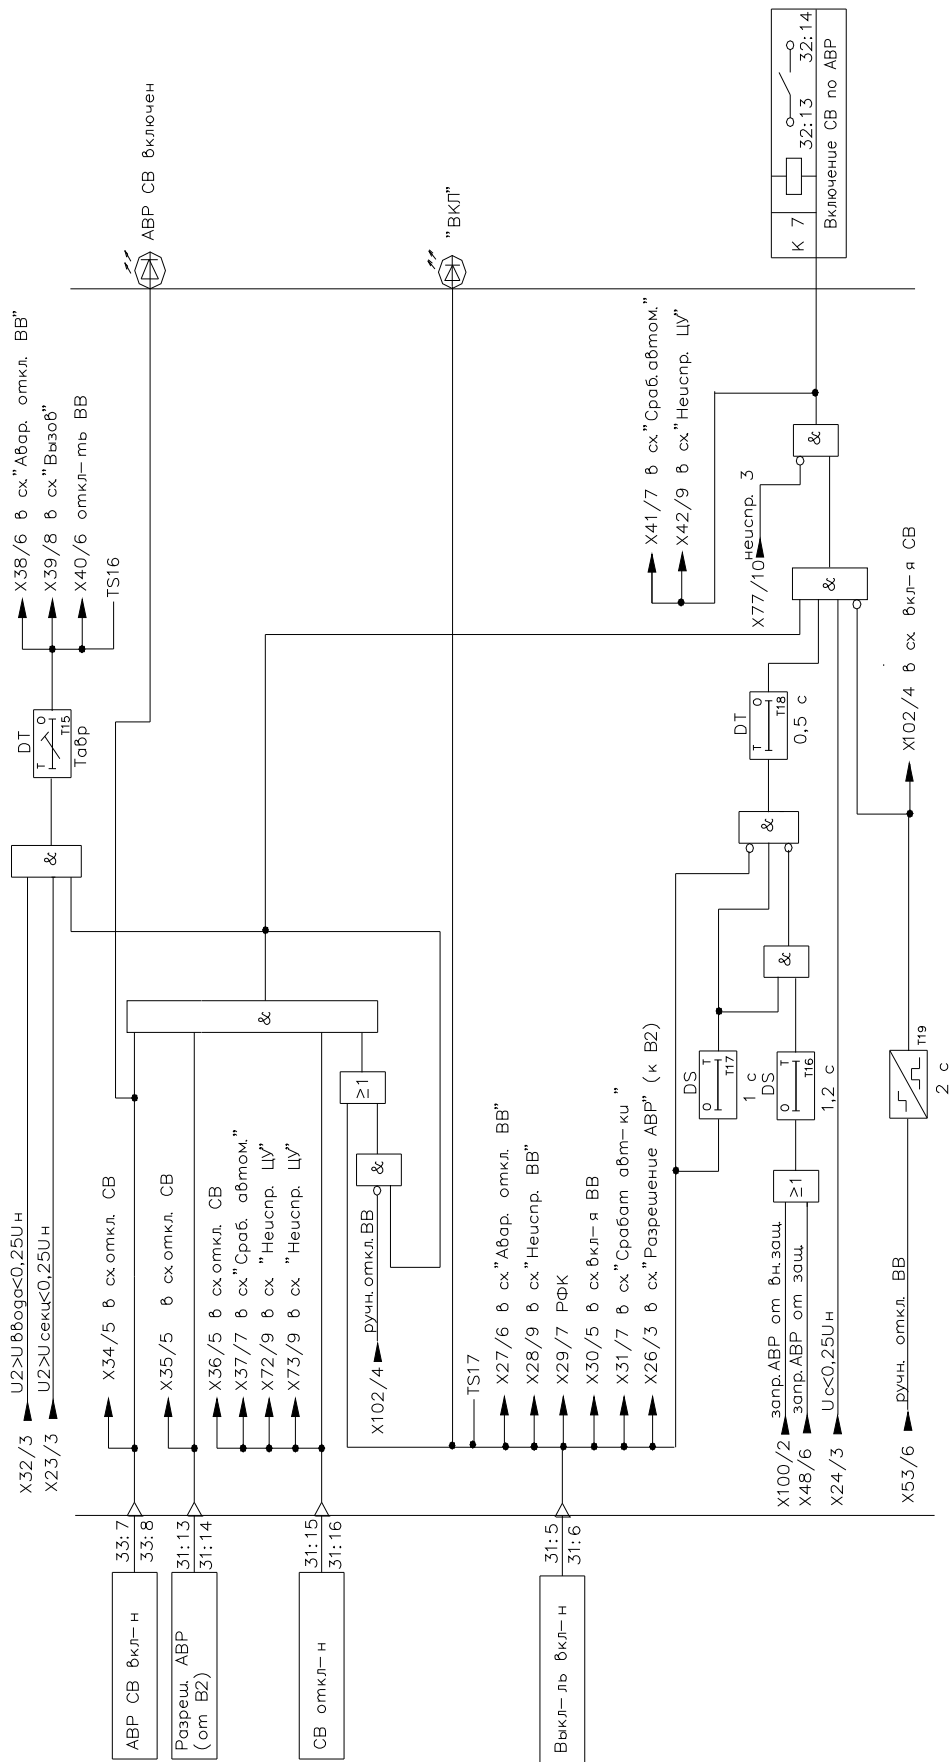 X32/3
U2>Uввода<0,25Uн
X23/3
U2>Uсекц<0,25Uн
&
DT
T
O
T15
Tавр
X38/6 в сх."Авар. откл. ВВ"
X39/8 в сх."Вызов"
X40/6 откл-ть ВВ
TS16
АВР СВ вкл-н
33:7
33:8
X34/5 в сх.откл. СВ
АВР СВ включен
Разреш. АВР
(от В2)
31:13
31:14
X35/5 в сх.откл. СВ
СВ откл-н
31:15
31:16
X36/5 в сх.откл. СВ
X37/7 в сх."Сраб. автом."
X72/9 в сх."Неиспр. ЦУ"
X73/9 в сх."Неиспр. ЦУ"
&
X102/4
ручн.откл.ВВ
&
≥1
"ВКЛ"
TS17
Выкл-ль вкл-н
31:5
31:6
X27/6 в сх."Авар. откл. ВВ"
X28/9 в сх."Неиспр. ВВ"
X29/7 РФК
X30/5 в сх.вкл-я ВВ
X31/7 в сх."Срабат авт-ки "
X26/3 в сх."Разрешение АВР" (к В2)
DS
O
T
T17
1 с
DS
O
T
T16
1,2 с
&
&
DT
T
O
T18
0,5 с
X41/7 в сх."Сраб.автом."
X42/9 в сх."Неиспр. ЦУ"
X77/10
неиспр. 3
&
&
К 7
32:13
32:14
Включение СВ по АВР
X100/2
запр.АВР от вн.защ.
X48/6
запр.АВР от защ.
≥1
X24/3
Uс<0,25Uн
X53/6
ручн. откл. ВВ
T19
2 с
X102/4 в сх. вкл-я СВ